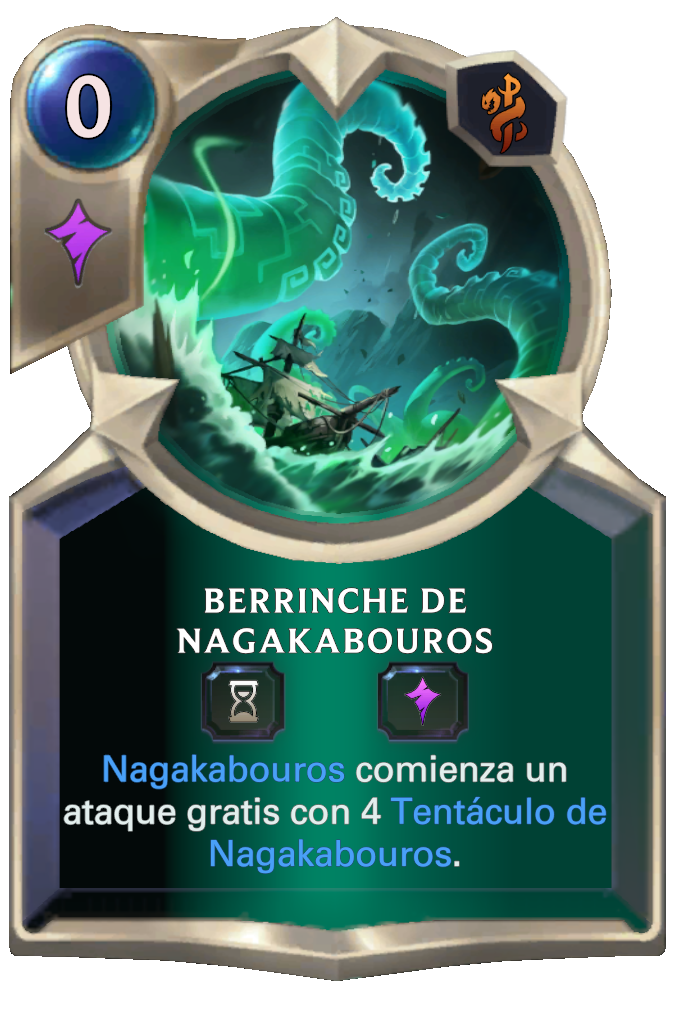 0
BERRINCHE DE
NAGAKABOUROS
Nagakabouros comienza un
ataque gratis con 4 Tentáculo de
Nagakabouros.